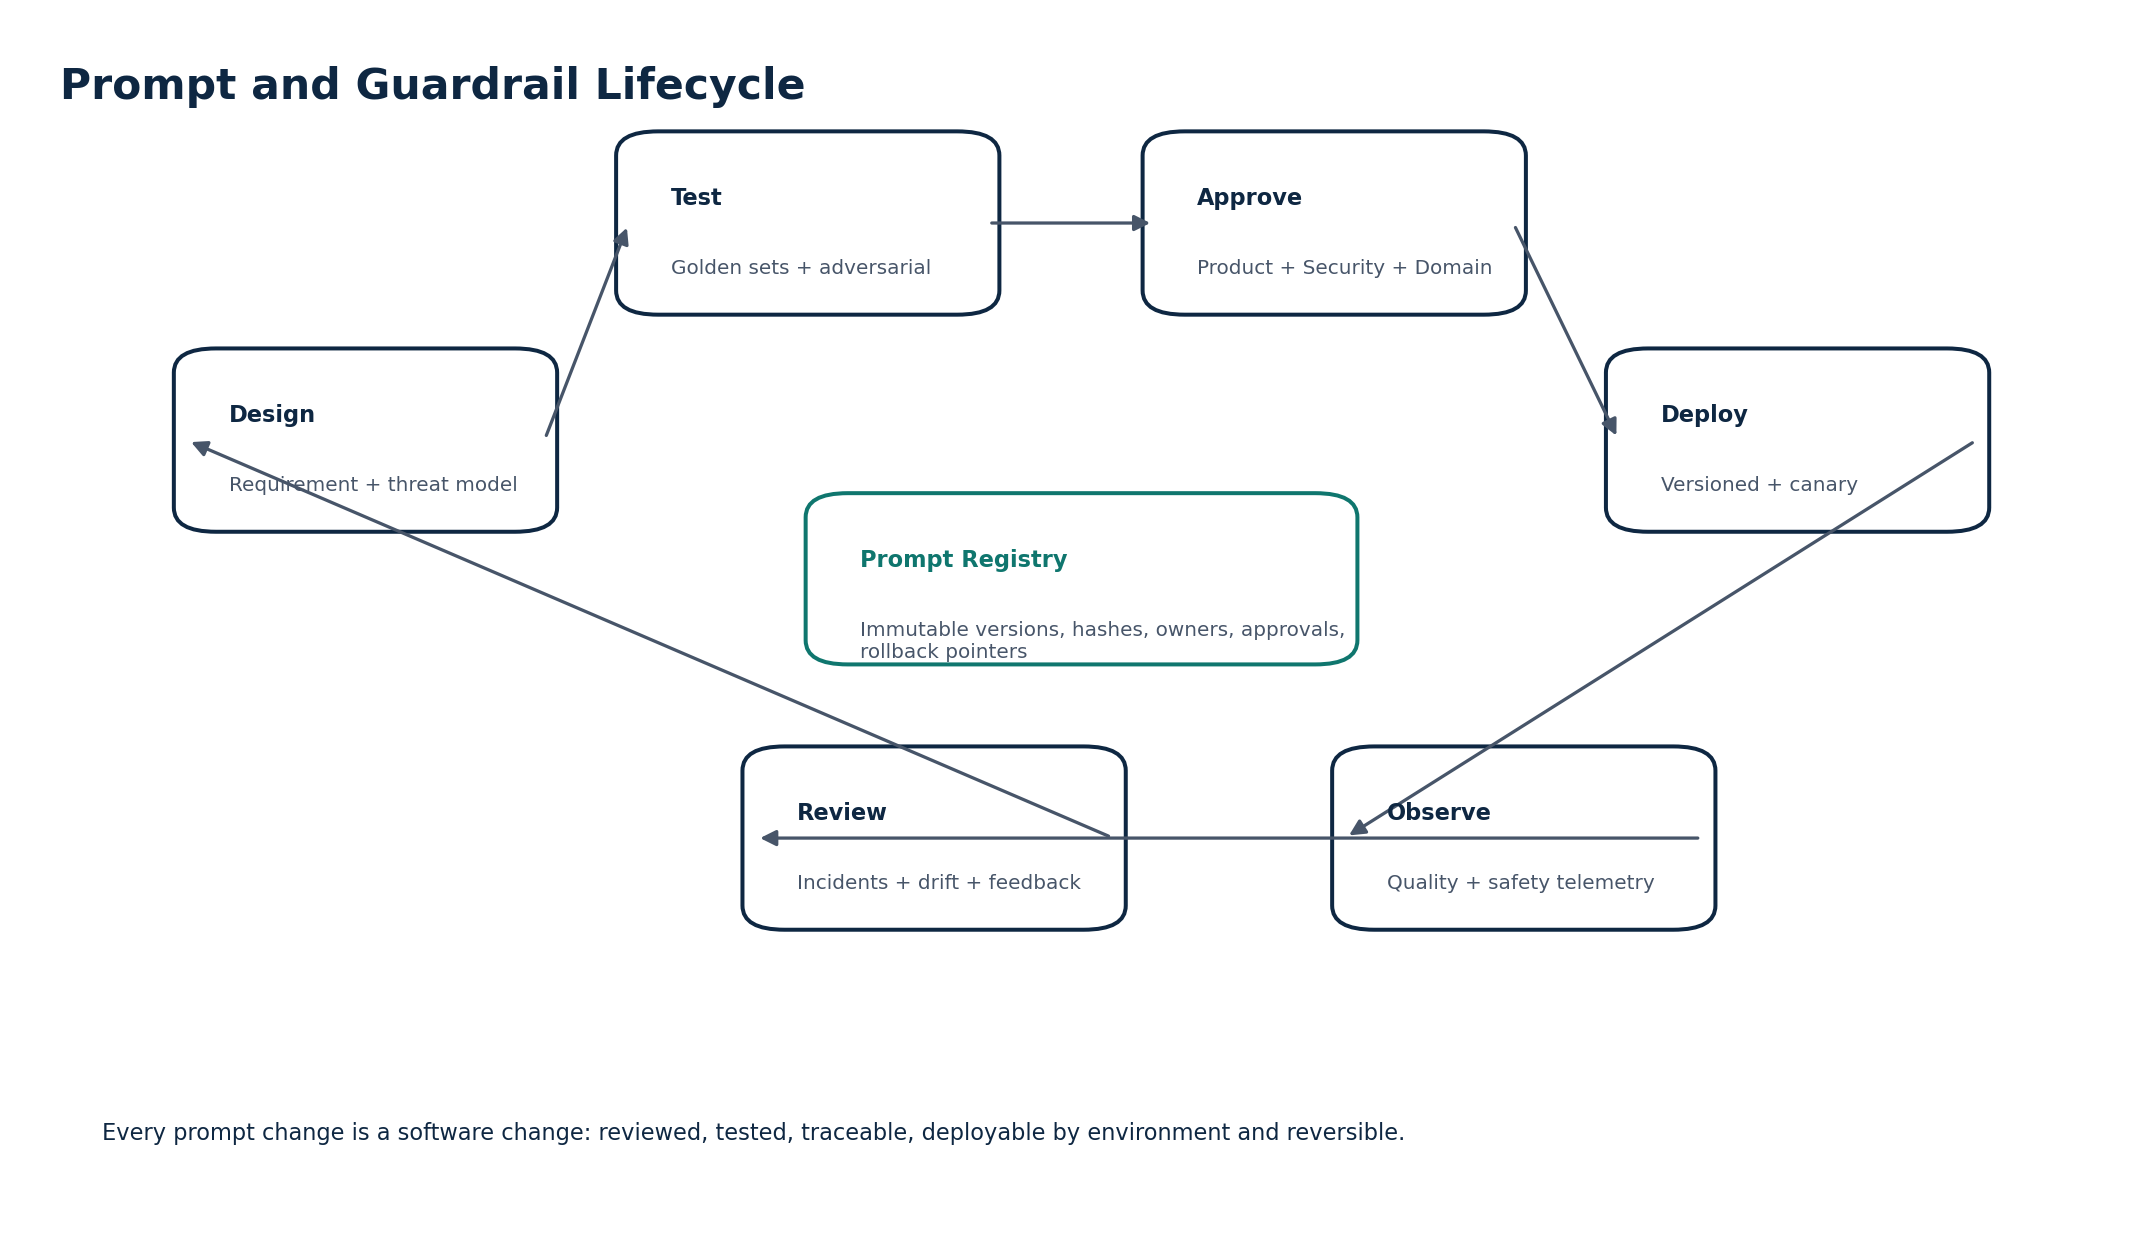 Prompt and Guardrail Lifecycle
Test
Golden sets + adversarial
Approve
Product + Security + Domain
Design
Requirement + threat model
Deploy
Versioned + canary
Prompt Registry
Immutable versions, hashes, owners, approvals,
rollback pointers
Review
Incidents + drift + feedback
Observe
Quality + safety telemetry
Every prompt change is a software change: reviewed, tested, traceable, deployable by environment and reversible.